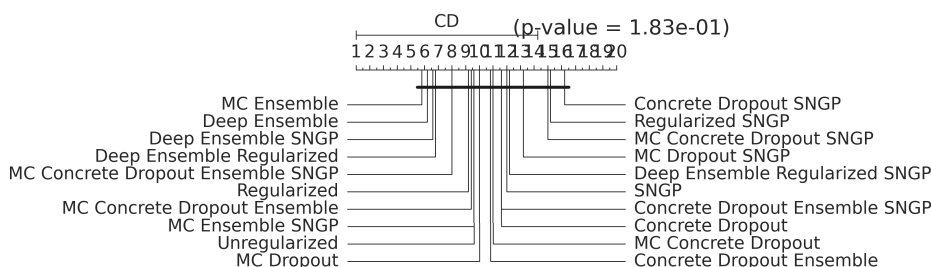 CD
(p-value = 1.83e-01)
1 2 3 4 5 6 7 8 9 10 11 12 13 14 15 16 17 18 19 20
MC Ensemble
Deep Ensemble
Deep Ensemble SNGP
Deep Ensemble Regularized
MC Concrete Dropout Ensemble SNGP
Regularized
MC Concrete Dropout Ensemble
MC Ensemble SNGP
Unregularized
MC Dropout
Concrete Dropout SNGP
Regularized SNGP
MC Concrete Dropout SNGP
MC Dropout SNGP
Deep Ensemble Regularized SNGP
SNGP
Concrete Dropout Ensemble SNGP
Concrete Dropout
MC Concrete Dropout
Concrete Dropout Ensemble